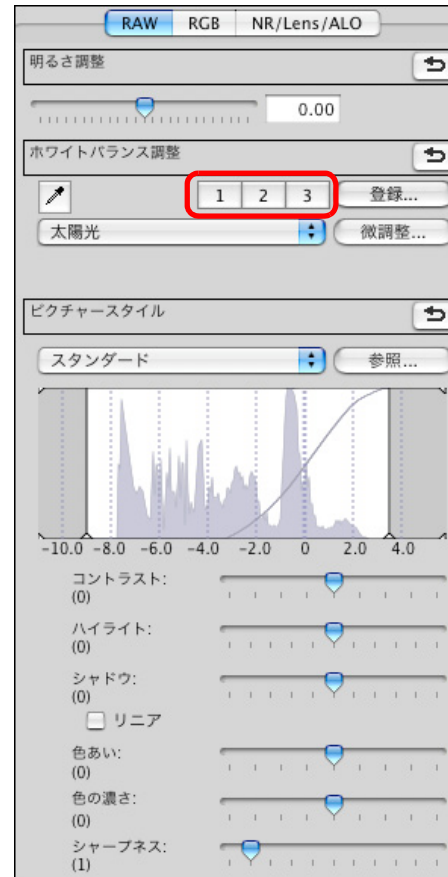 RAW RGB NR/Lens/ALO
明るさ調整
0.00
ホワイトバランス調整
1 2 3 登録...
太陽光 微調整...
ピクチャースタイル
スタンダード 参照...
-10.0 -8.0 -6.0 -4.0 -2.0 0 2.0 4.0
コントラスト:
(0)
ハイライト:
(0)
シャドウ:
(0)
リニア
色あい:
(0)
色の濃さ:
(0)
シャープネス:
(1)